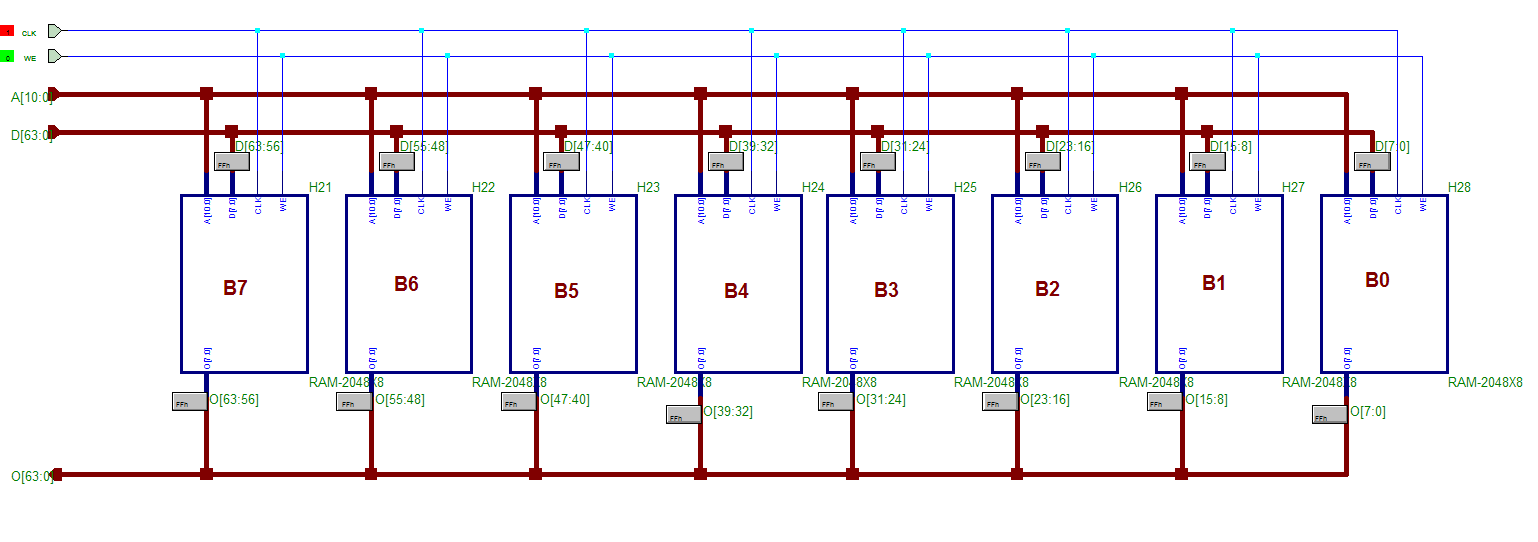 1 CLK
0 WE
A[10:0]
D[63:0]
D[63:56] D[55:48] D[47:40] D[39:32] D[31:24] D[23:16] D[15:8] D[7:0]
FFh FFh FFh FFh FFh FFh FFh FFh
H21 H22 H23 H24 H25 H26 H27 H28
A[10:0] D[7:0] CLK WE A[10:0] D[7:0] CLK WE A[10:0] D[7:0] CLK WE A[10:0] D[7:0] CLK WE A[10:0] D[7:0] CLK WE A[10:0] D[7:0] CLK WE A[10:0] D[7:0] CLK WE A[10:0] D[7:0] CLK WE
B7 B6 B5 B4 B3 B2 B1 B0
O[7:0] O[7:0] O[7:0] O[7:0] O[7:0] O[7:0] O[7:0] O[7:0]
RAM-2048X8 RAM-2048X8 RAM-2048X8 RAM-2048X8 RAM-2048X8 RAM-2048X8 RAM-2048X8 RAM-2048X8
FFh O[63:56] FFh O[55:48] FFh O[47:40] FFh O[39:32] FFh O[31:24] FFh O[23:16] FFh O[15:8] FFh O[7:0]
O[63:0]